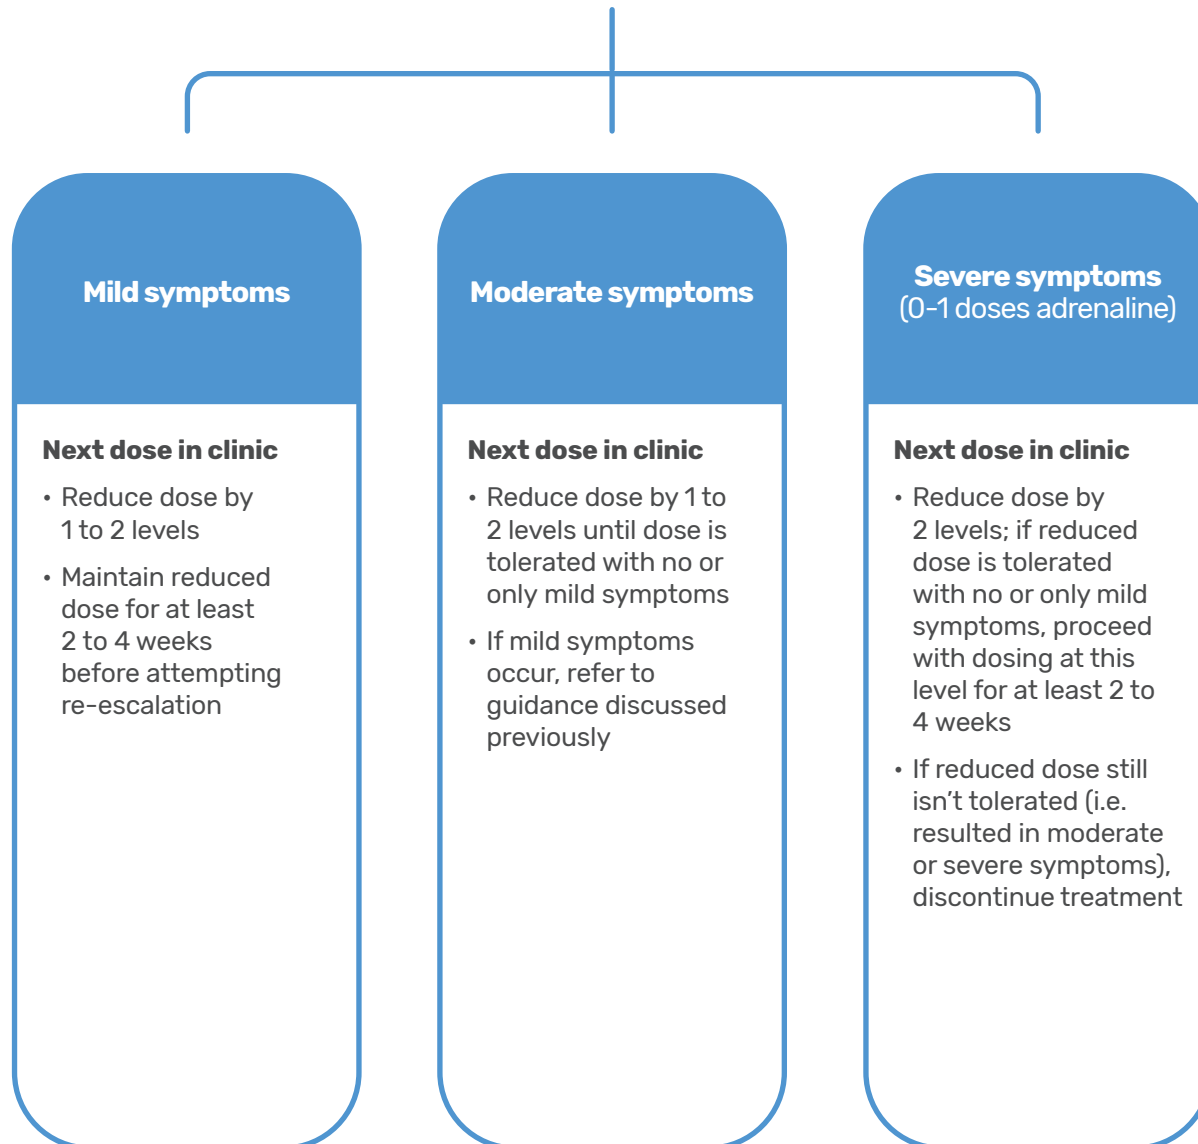 Mild symptoms
Next dose in clinic
• Reduce dose by
1 to 2 levels
• Maintain reduced
dose for at least
2 to 4 weeks
before attempting
re-escalation
Moderate symptoms
Next dose in clinic
• Reduce dose by 1 to
2 levels until dose is
tolerated with no or
only mild symptoms
• If mild symptoms
occur, refer to
guidance discussed
previously
Severe symptoms
(0-1 doses adrenaline)
Next dose in clinic
• Reduce dose by
2 levels; if reduced
dose is tolerated
with no or only mild
symptoms, proceed
with dosing at this
level for at least 2 to
4 weeks
• If reduced dose still
isn’t tolerated (i.e.
resulted in moderate
or severe symptoms),
discontinue treatment